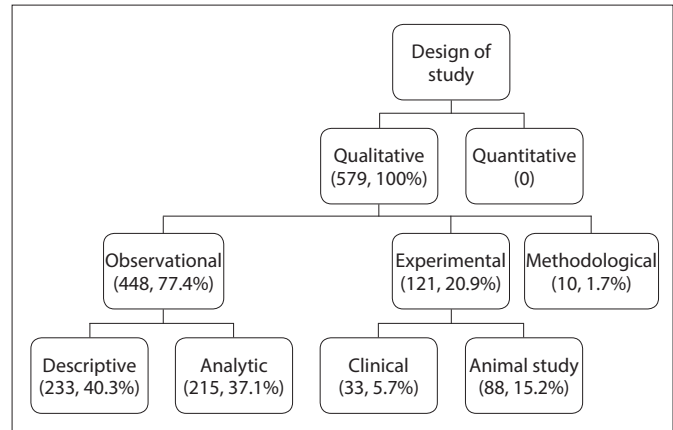 Design of
study
Qualitative
(579, 100%)
Quantitative
(0)
Observational
(448, 77.4%)
Experimental
(121, 20.9%)
Methodological
(10, 1.7%)
Descriptive
(233, 40.3%)
Analytic
(215, 37.1%)
Clinical
(33, 5.7%)
Animal study
(88, 15.2%)